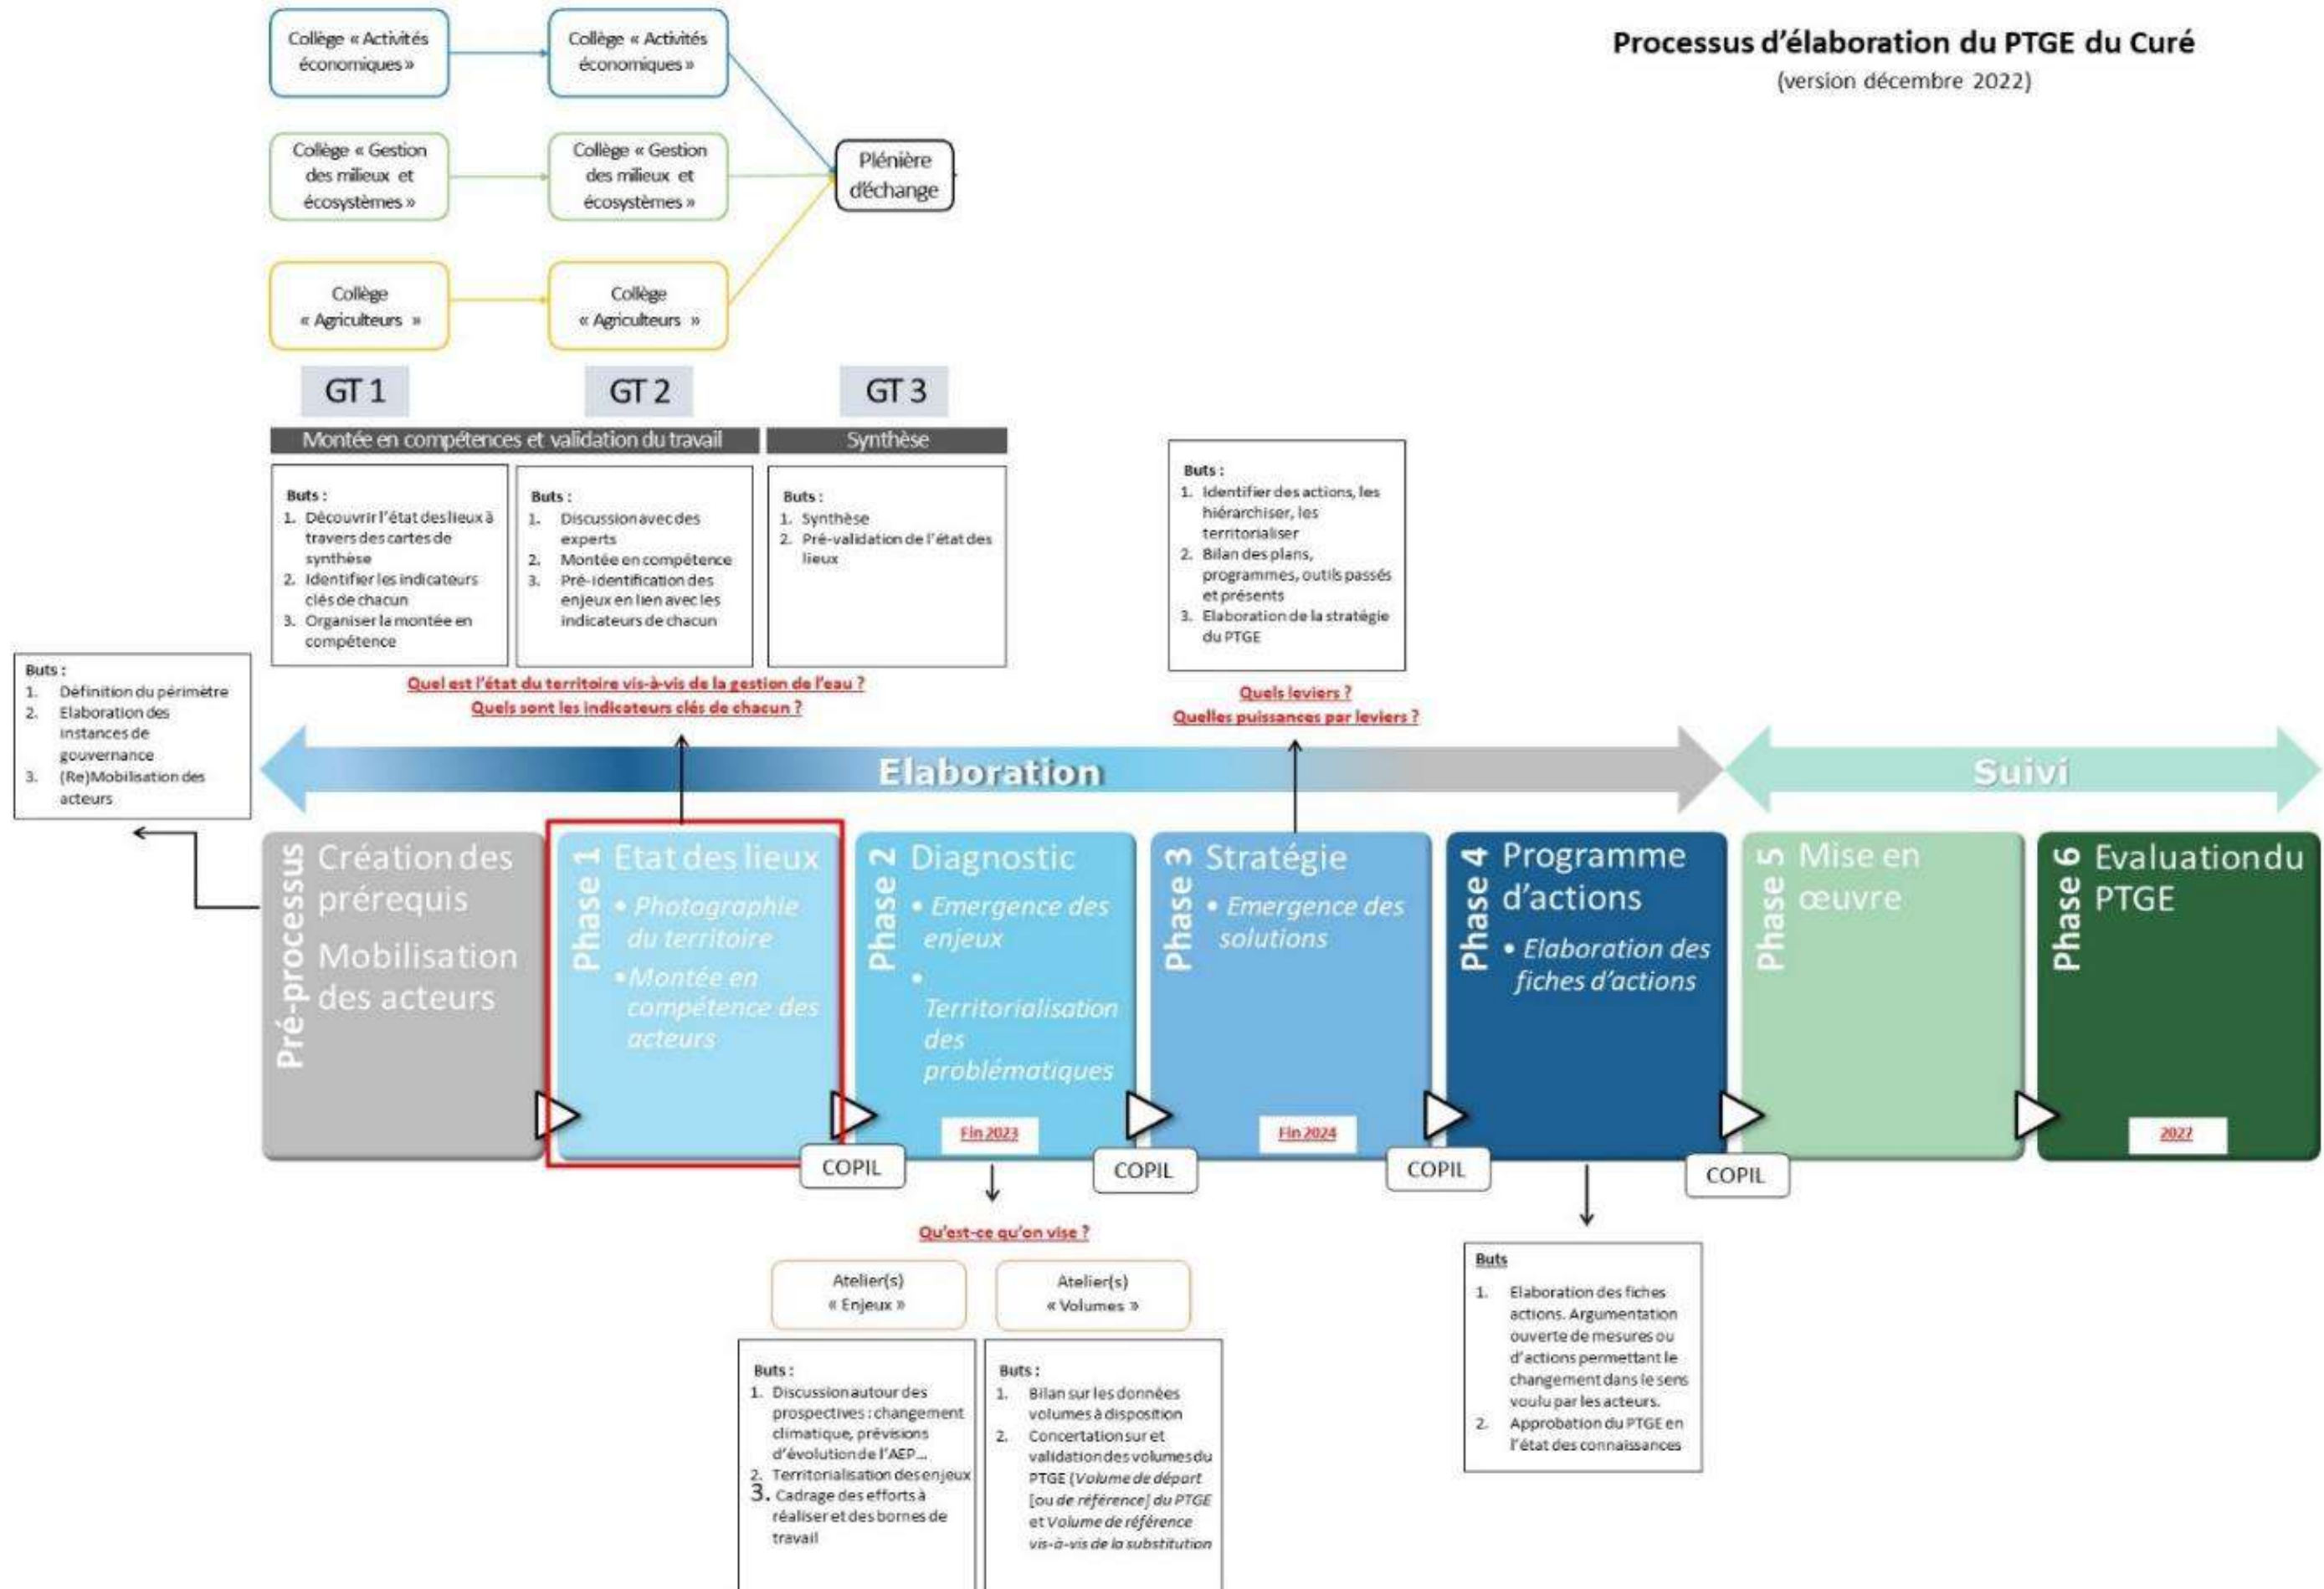 Processus d'élaboration du PTGE du Curé
(version décembre 2022)
Collège « Activités
économiques »
Collège « Activités
économiques »
Collège « Gestion
des milieux et
écosystèmes »
Collège « Gestion
des milieux et
écosystèmes »
Plénière
d'échange
Collège
« Agriculteurs »
Collège
« Agriculteurs »
GT 1
GT 2
GT 3
Montée en compétences et validation du travail
Synthèse
Buts :
1. Découvrir l'état des lieux à
travers des cartes de
synthèse
2. Identifier les indicateurs
clés de chacun
3. Organiser la montée en
compétence
Buts :
1. Discussion avec des
experts
2. Montée en compétence
3. Pré-identification des
enjeux en lien avec les
indicateurs de chacun
Buts :
1. Synthèse
2. Pré-validation de l'état des
lieux
Buts :
1. Identifier des actions, les
hiérarchiser, les
territorialiser
2. Bilan des plans,
programmes, outils passés
et présents
3. Elaboration de la stratégie
du PTGE
Buts :
1. Définition du périmètre
2. Elaboration des
instances de
gouvernance
3. (Re)Mobilisation des
acteurs
Quel est l'état du territoire vis-à-vis de la gestion de l'eau ?
Quels sont les indicateurs clés de chacun ?
Quels leviers ?
Quelles puissances par leviers ?
Elaboration
Suivi
Pré-processus
Création des
prérequis
Mobilisation
des acteurs
Phase 1
Etat des lieux
• Photographie
du territoire
• Montée en
compétence des
acteurs
Phase 2
Diagnostic
• Emergence des
enjeux
•
Territorialisation
des
problématiques
Fin 2023
Phase 3
Stratégie
• Emergence des
solutions
Fin 2024
Phase 4
Programme
d'actions
• Elaboration des
fiches d'actions
Phase 5
Mise en
œuvre
Phase 6
Evaluation du
PTGE
2027
COPIL
COPIL
COPIL
COPIL
Qu'est-ce qu'on vise ?
Atelier(s)
« Enjeux »
Atelier(s)
« Volumes »
Buts :
1. Discussion autour des
prospectives : changement
climatique, prévisions
d'évolution de l'AEP...
2. Territorialisation des enjeux
3. Cadrage des efforts à
réaliser et des bornes de
travail
Buts :
1. Bilan sur les données
volumes à disposition
2. Concertation sur et
validation des volumes du
PTGE (Volume de départ
[ou de référence] du PTGE
et Volume de référence
vis-à-vis de la substitution
Buts
1. Elaboration des fiches
actions. Argumentation
ouverte de mesures ou
d'actions permettant le
changement dans le sens
voulu par les acteurs.
2. Approbation du PTGE en
l'état des connaissances